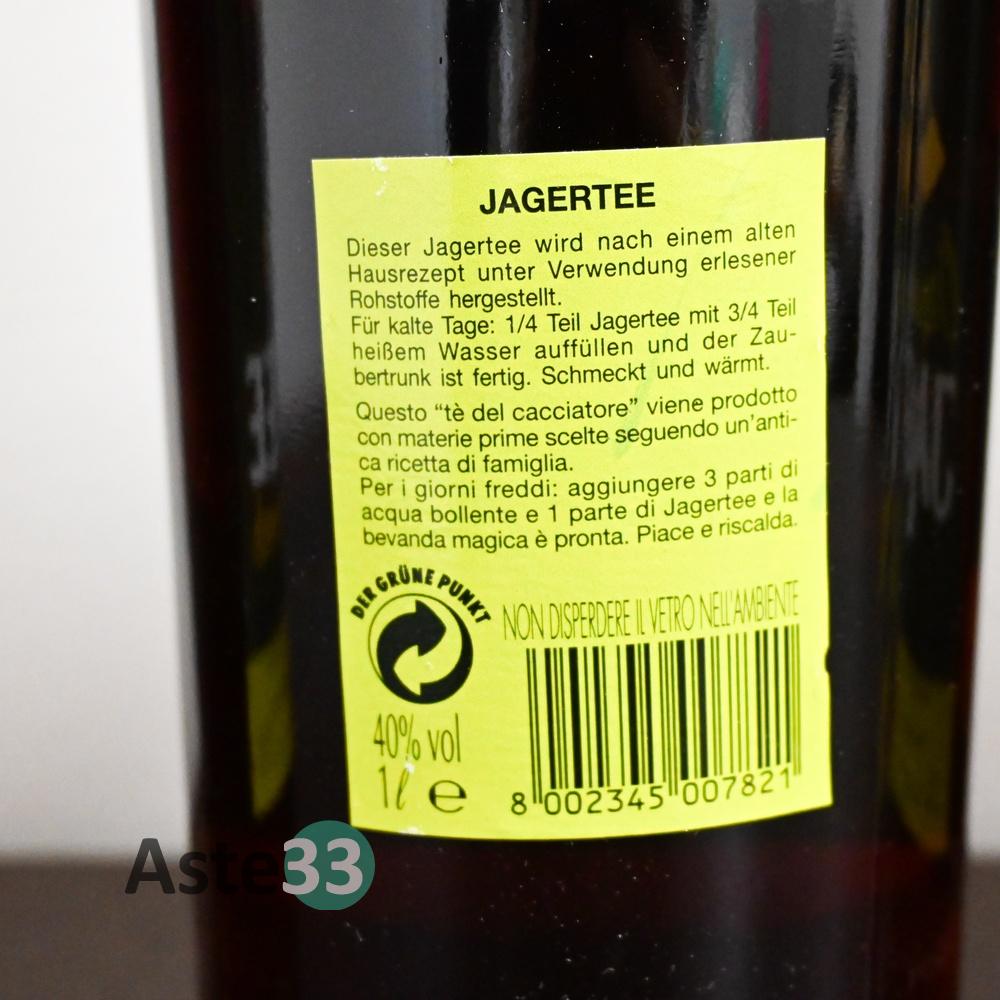 JAGERTEE
Dieser Jagertee wird nach einem alten
Hausrezept unter Verwendung erlesener
Rohstoffe hergestellt.
Für kalte Tage: 1/4 Teil Jagertee mit 3/4 Teil
heißem Wasser auffüllen und der Zau-
bertrunk ist fertig. Schmeckt und wärmt.
Questo “tè del cacciatore” viene prodotto
con materie prime scelte seguendo un’anti-
ca ricetta di famiglia.
Per i giorni freddi: aggiungere 3 parti di
acqua bollente e 1 parte di Jagertee e la
bevanda magica è pronta. Piace e riscalda.
DER GRÜNE PUNKT
NON DISPERDERE IL VETRO NELL'AMBIENTE
40% vol
1 ℓ e
8 002345 007821
Aste33